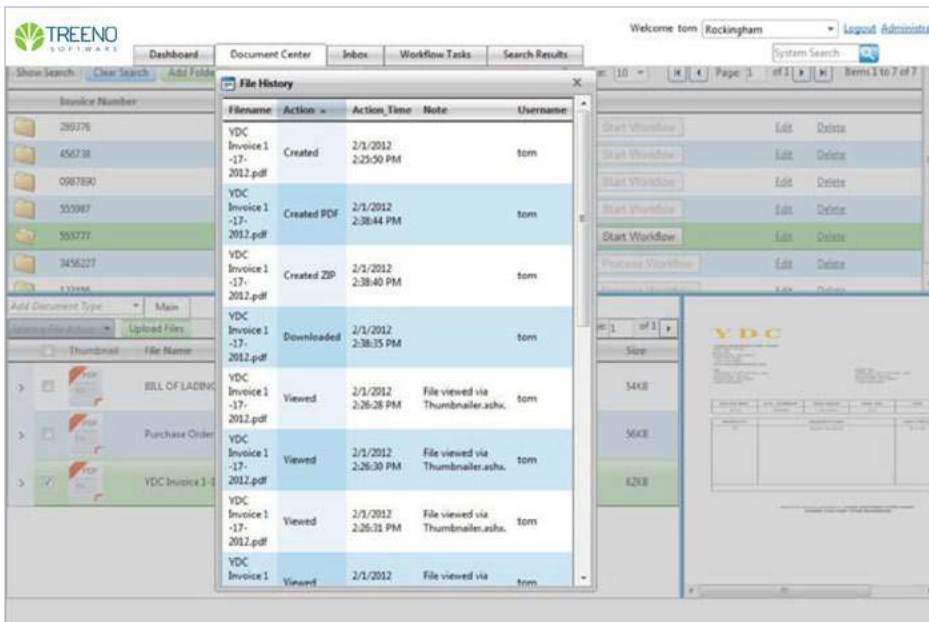 TREENO
SOFTWARE
Welcome tom Rockingham Logout Administra
Dashboard Document Center Inbox Workflow Tasks Search Results
System Search
Show Search Clear Search Add Folde
10 Page 1 of 1 Items 1 to 7 of 7
File History
Invoice Number
289376 Start Workflow Edit Delete
456738 Start Workflow Edit Delete
0987890 Start Workflow Edit Delete
555987 Start Workflow Edit Delete
555777 Start Workflow Edit Delete
3456227 Process Workflow Edit Delete
Add Document Type Main
Upload Files
1 of 1
Thumbnail File Name Size
BILL OF LADING 54KB
Purchase Order 56KB
YDC Invoice 1-1 62KB
Filename Action Action_Time Note Username
YDC
Invoice 1
-17-
2012.pdf
Created
2/1/2012
2:25:50 PM
tom
YDC
Invoice 1
-17-
2012.pdf
Created PDF
2/1/2012
2:38:44 PM
tom
YDC
Invoice 1
-17-
2012.pdf
Created ZIP
2/1/2012
2:38:40 PM
tom
YDC
Invoice 1
-17-
2012.pdf
Downloaded
2/1/2012
2:38:35 PM
tom
YDC
Invoice 1
-17-
2012.pdf
Viewed
2/1/2012
2:26:28 PM
File viewed via
Thumbnailer.ashx.
tom
YDC
Invoice 1
-17-
2012.pdf
Viewed
2/1/2012
2:26:30 PM
File viewed via
Thumbnailer.ashx.
tom
YDC
Invoice 1
-17-
2012.pdf
Viewed
2/1/2012
2:26:31 PM
File viewed via
Thumbnailer.ashx.
tom
YDC
Invoice 1
Viewed
2/1/2012
File viewed via
tom
YDC